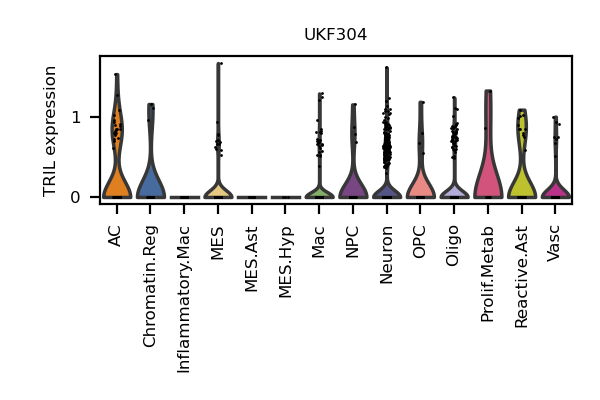 UKF304
TRIL expression
1
0
AC
Chromatin.Reg
Inflammatory.Mac
MES
MES.Ast
MES.Hyp
Mac
NPC
Neuron
OPC
Oligo
Prolif.Metab
Reactive.Ast
Vasc